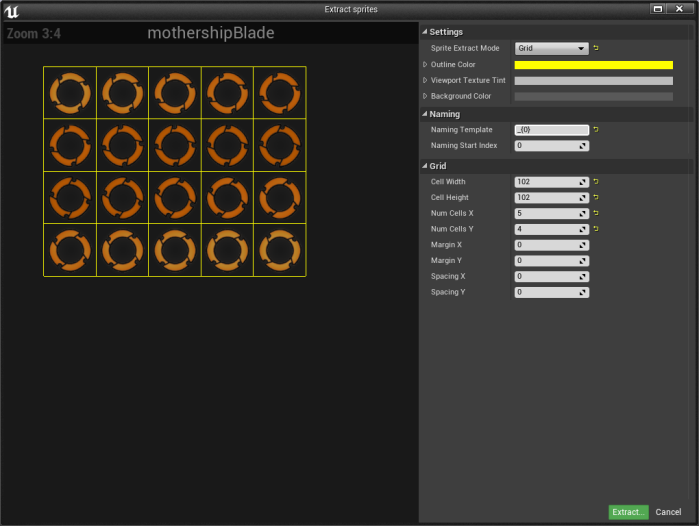 Extract sprites
Zoom 3:4
mothershipBlade
Settings
Sprite Extract Mode Grid
Outline Color
Viewport Texture Tint
Background Color
Naming
Naming Template _{0}
Naming Start Index 0
Grid
Cell Width 102
Cell Height 102
Num Cells X 5
Num Cells Y 4
Margin X 0
Margin Y 0
Spacing X 0
Spacing Y 0
Extract... Cancel